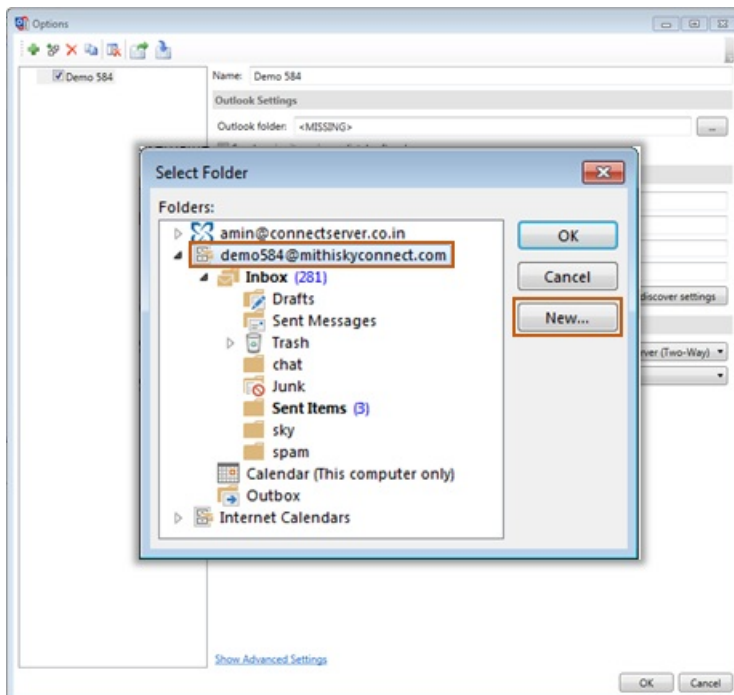 Options
Demo 584
Name: Demo 584
Outlook Settings
Outlook folder: <MISSING>
...
Select Folder
Folders:
amin@connectserver.co.in
demo584@mithiskyconnect.com
Inbox (281)
Drafts
Sent Messages
Trash
chat
Junk
Sent Items (3)
sky
spam
Calendar (This computer only)
Outbox
Internet Calendars
OK
Cancel
New...
discover settings
ver (Two-Way)
Show Advanced Settings
OK
Cancel